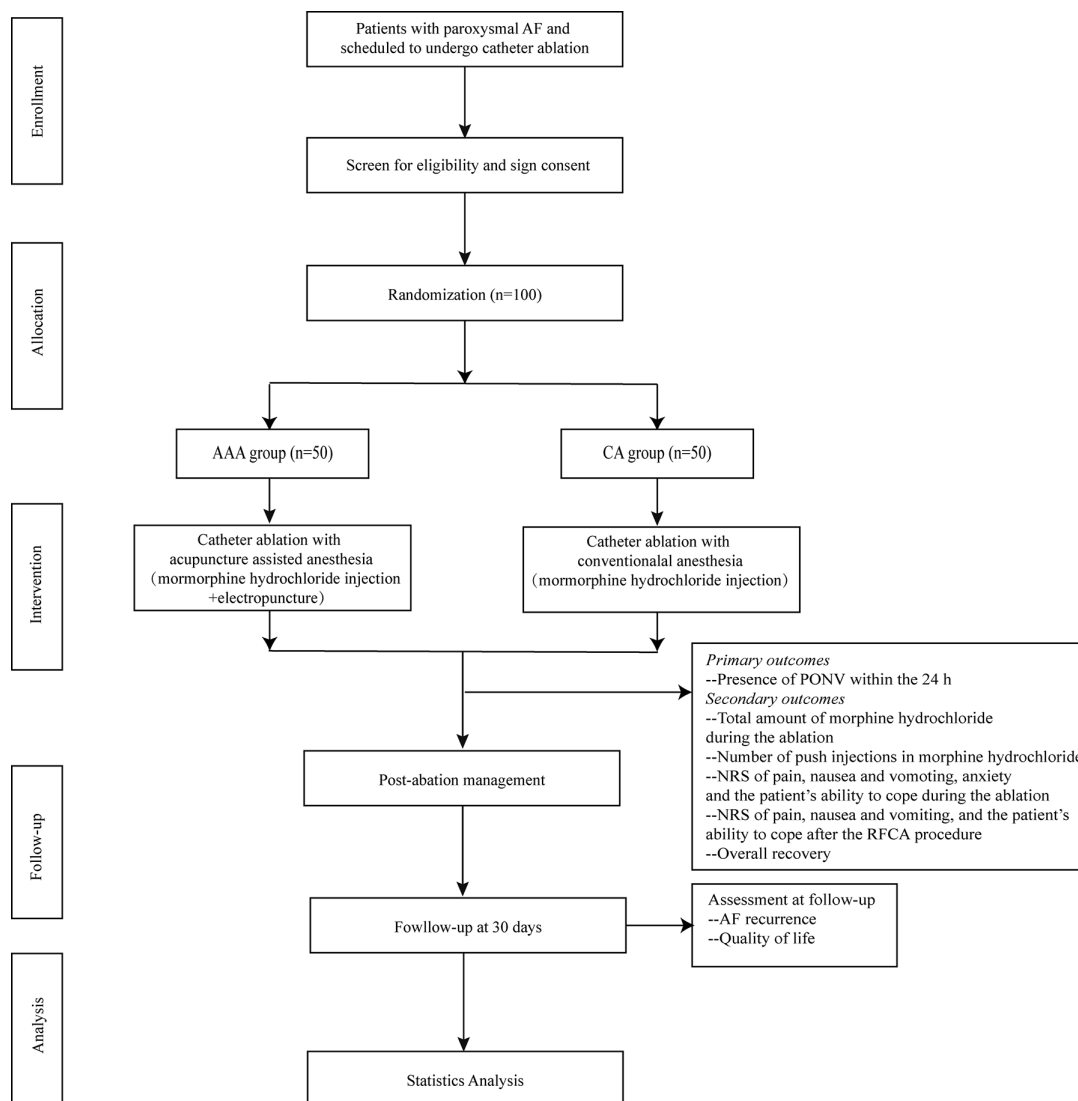 Enrollment
Patients with paroxysmal AF and
scheduled to undergo catheter ablation
Screen for eligibility and sign consent
Allocation
Randomization (n=100)
AAA group (n=50)
CA group (n=50)
Intervention
Catheter ablation with
acupuncture assisted anesthesia
(mormorphine hydrochloride injection
+electropuncture)
Catheter ablation with
conventionalal anesthesia
(mormorphine hydrochloride injection)
Primary outcomes
--Presence of PONV within the 24 h
Secondary outcomes
--Total amount of morphine hydrochloride
during the ablation
--Number of push injections in morphine hydrochloride
--NRS of pain, nausea and vomoting, anxiety
and the patient’s ability to cope during the ablation
--NRS of pain, nausea and vomiting, and the patient’s
ability to cope after the RFCA procedure
--Overall recovery
Follow-up
Post-abation management
Fowllow-up at 30 days
Assessment at follow-up
--AF recurrence
--Quality of life
Analysis
Statistics Analysis